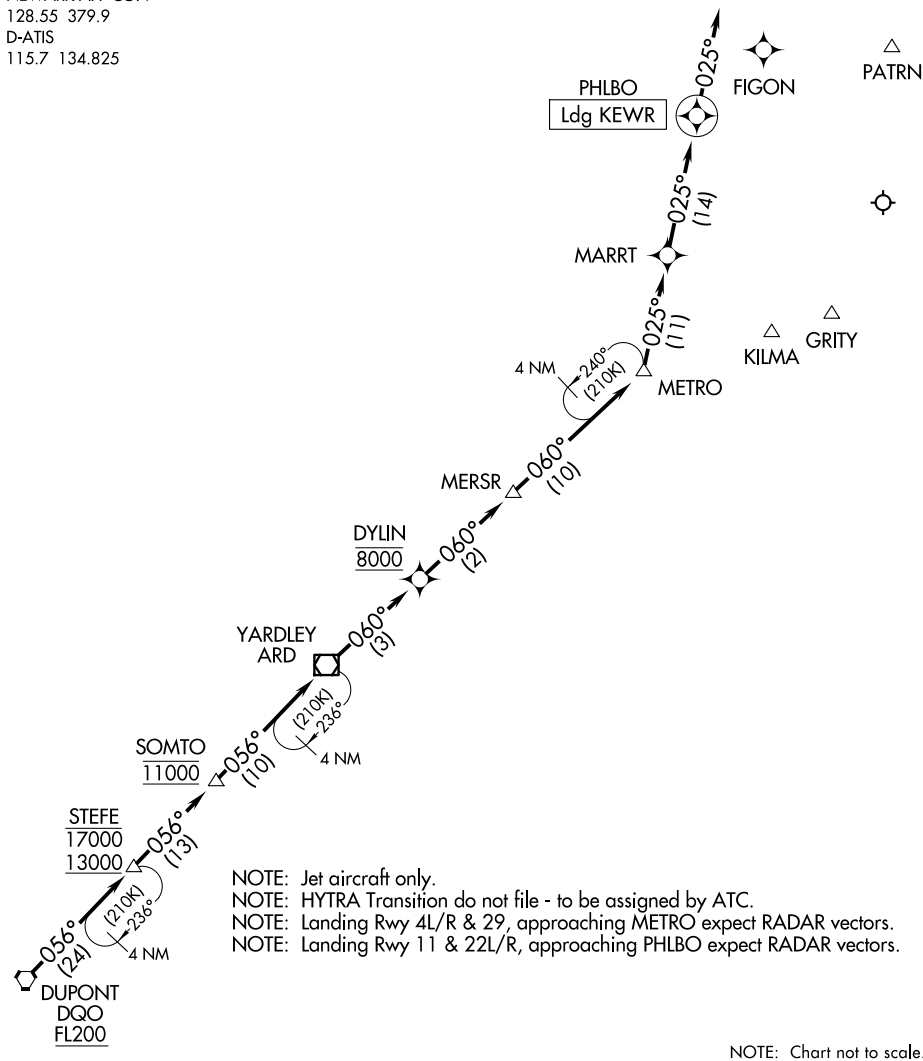 128.55 379.9
D-ATIS
115.7 134.825
025°
FIGON
PATRN
PHLBO
Ldg KEWR
025°
(14)
MARRT
025°
(11)
KILMA
GRITY
4 NM
240°
(210K)
METRO
060°
(10)
MERSR
DYLIN
8000
060°
(2)
YARDLEY
ARD
060°
(3)
(210K)
236°
4 NM
SOMTO
11000
056°
(10)
STEFE
17000
13000
056°
(13)
(210K)
236°
4 NM
056°
(24)
DUPONT
DQO
FL200
NOTE: Jet aircraft only.
NOTE: HYTRA Transition do not file - to be assigned by ATC.
NOTE: Landing Rwy 4L/R & 29, approaching METRO expect RADAR vectors.
NOTE: Landing Rwy 11 & 22L/R, approaching PHLBO expect RADAR vectors.
NOTE: Chart not to scale